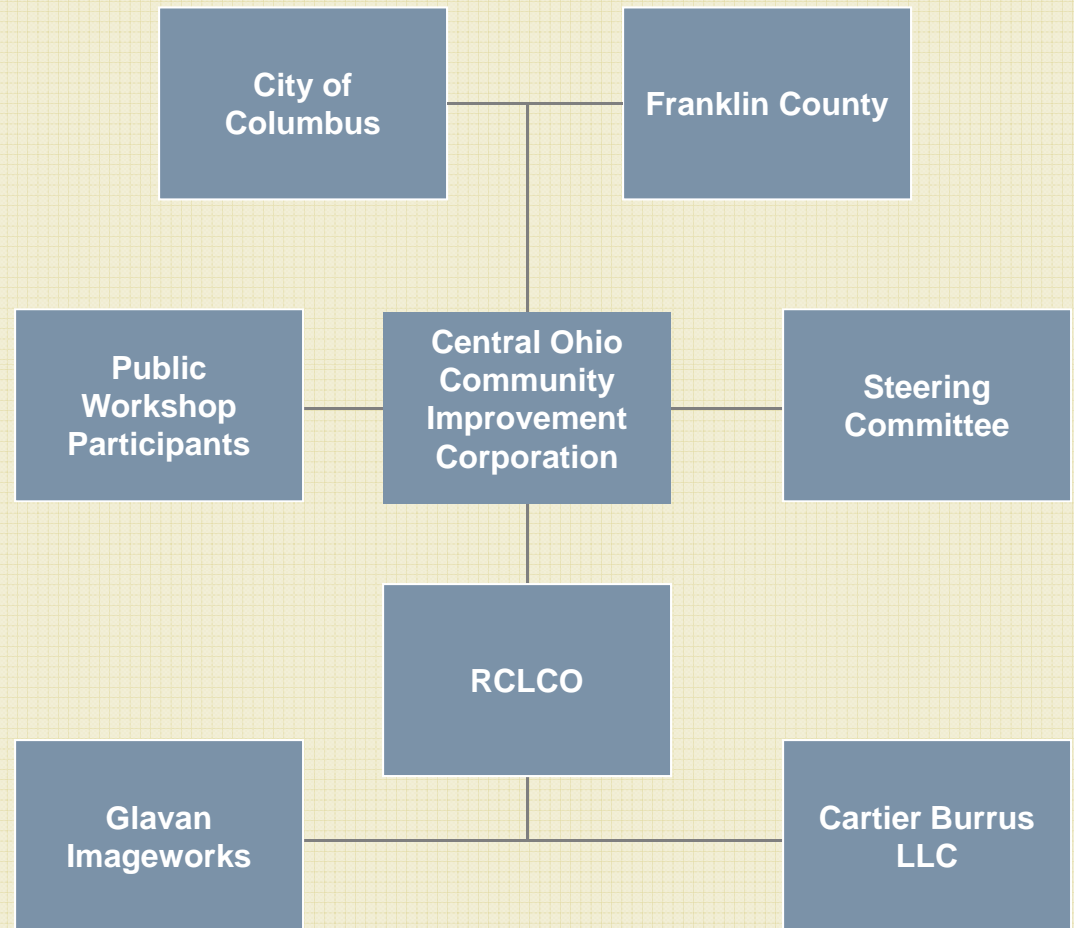 City of
Columbus
Franklin County
Public
Workshop
Participants
Central Ohio
Community
Improvement
Corporation
Steering
Committee
RCLCO
Glavan
Imageworks
Cartier Burrus
LLC